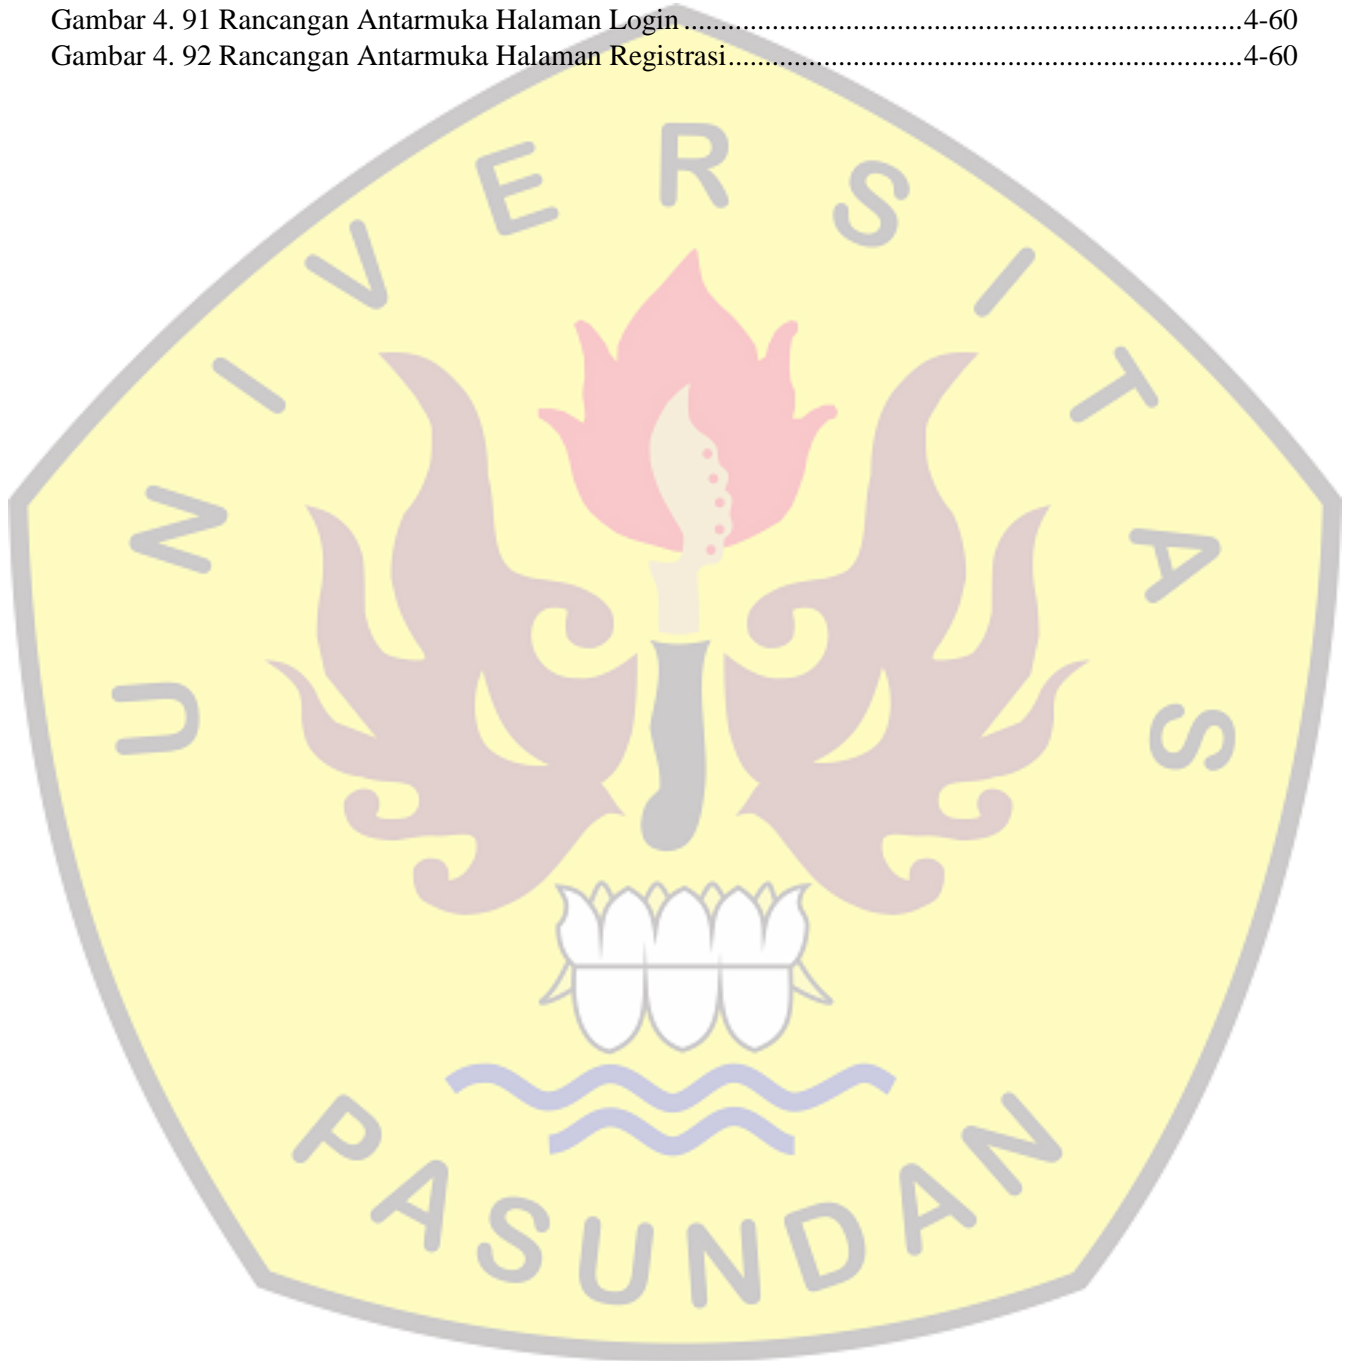 Gambar 4. 91 Rancangan Antarmuka Halaman Login............................................................................4-60
Gambar 4. 92 Rancangan Antarmuka Halaman Registrasi.....................................................................4-60
UNIVERSITAS
PASUNDAN